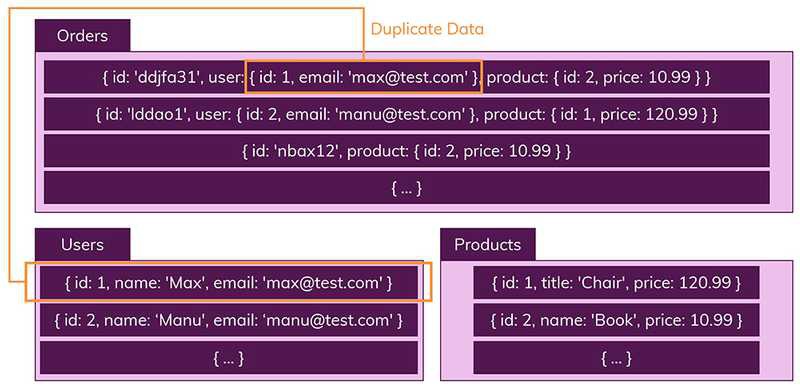 Duplicate Data
Orders
{ id: 'ddjfa31', user: { id: 1, email: 'max@test.com' }, product: { id: 2, price: 10.99 } }
{ id: 'lddao1', user: { id: 2, email: 'manu@test.com' }, product: { id: 1, price: 120.99 } }
{ id: 'nbax12', product: { id: 2, price: 10.99 } }
{ ... }
Users
{ id: 1, name: 'Max', email: 'max@test.com' }
{ id: 2, name: ‘Manu', email: ‘manu@test.com' }
{ ... }
Products
{ id: 1, title: 'Chair', price: 120.99 }
{ id: 2, name: 'Book', price: 10.99 }
{ ... }